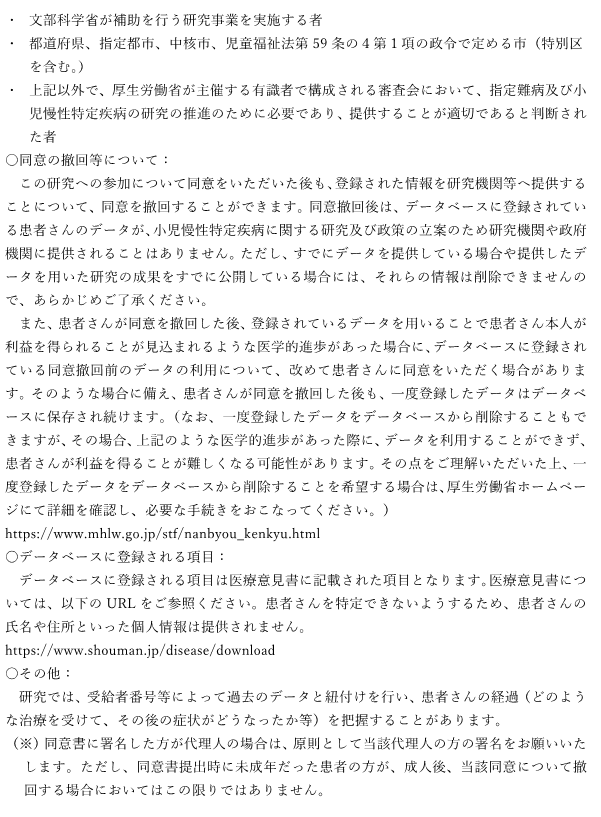 ・ 文部科学省が補助を行う研究事業を実施する者
・ 都道府県、指定都市、中核市、児童福祉法第 59 条の 4 第 1 項の政令で定める市（特別区
を含む。）
・ 上記以外で、厚生労働省が主催する有識者で構成される審査会において、指定難病及び小
児慢性特定疾病の研究の推進のために必要であり、提供することが適切であると判断され
た者
〇同意の撤回等について：
この研究への参加について同意をいただいた後も、登録された情報を研究機関等へ提供する
ことについて、同意を撤回することができます。同意撤回後は、データベースに登録されてい
る患者さんのデータが、小児慢性特定疾病に関する研究及び政策の立案のため研究機関や政府
機関に提供されることはありません。ただし、すでにデータを提供している場合や提供したデ
ータを用いた研究の成果をすでに公開している場合には、それらの情報は削除できませんの
で、あらかじめご了承ください。
また、患者さんが同意を撤回した後、登録されているデータを用いることで患者さん本人が
利益を得られることが見込まれるような医学的進歩があった場合に、データベースに登録され
ている同意撤回前のデータの利用について、改めて患者さんに同意をいただく場合がありま
す。そのような場合に備え、患者さんが同意を撤回した後も、一度登録したデータはデータベ
ースに保存され続けます。（なお、一度登録したデータをデータベースから削除することもで
きますが、その場合、上記のような医学的進歩があった際に、データを利用することができず、
患者さんが利益を得ることが難しくなる可能性があります。その点をご理解いただいた上、一
度登録したデータをデータベースから削除することを希望する場合は、厚生労働省ホームペー
ジにて詳細を確認し、必要な手続きをおこなってください。）
https://www.mhlw.go.jp/stf/nanbyou_kenkyu.html
〇データベースに登録される項目：
データベースに登録される項目は医療意見書に記載された項目となります。医療意見書につ
いては、以下の URL をご参照ください。患者さんを特定できないようするため、患者さんの
氏名や住所といった個人情報は提供されません。
https://www.shouman.jp/disease/download
〇その他：
研究では、受給者番号等によって過去のデータと紐付けを行い、患者さんの経過（どのよう
な治療を受けて、その後の症状がどうなったか等）を把握することがあります。
（※）同意書に署名した方が代理人の場合は、原則として当該代理人の方の署名をお願いいた
します。ただし、同意書提出時に未成年だった患者の方が、成人後、当該同意について撤
回する場合においてはこの限りではありません。